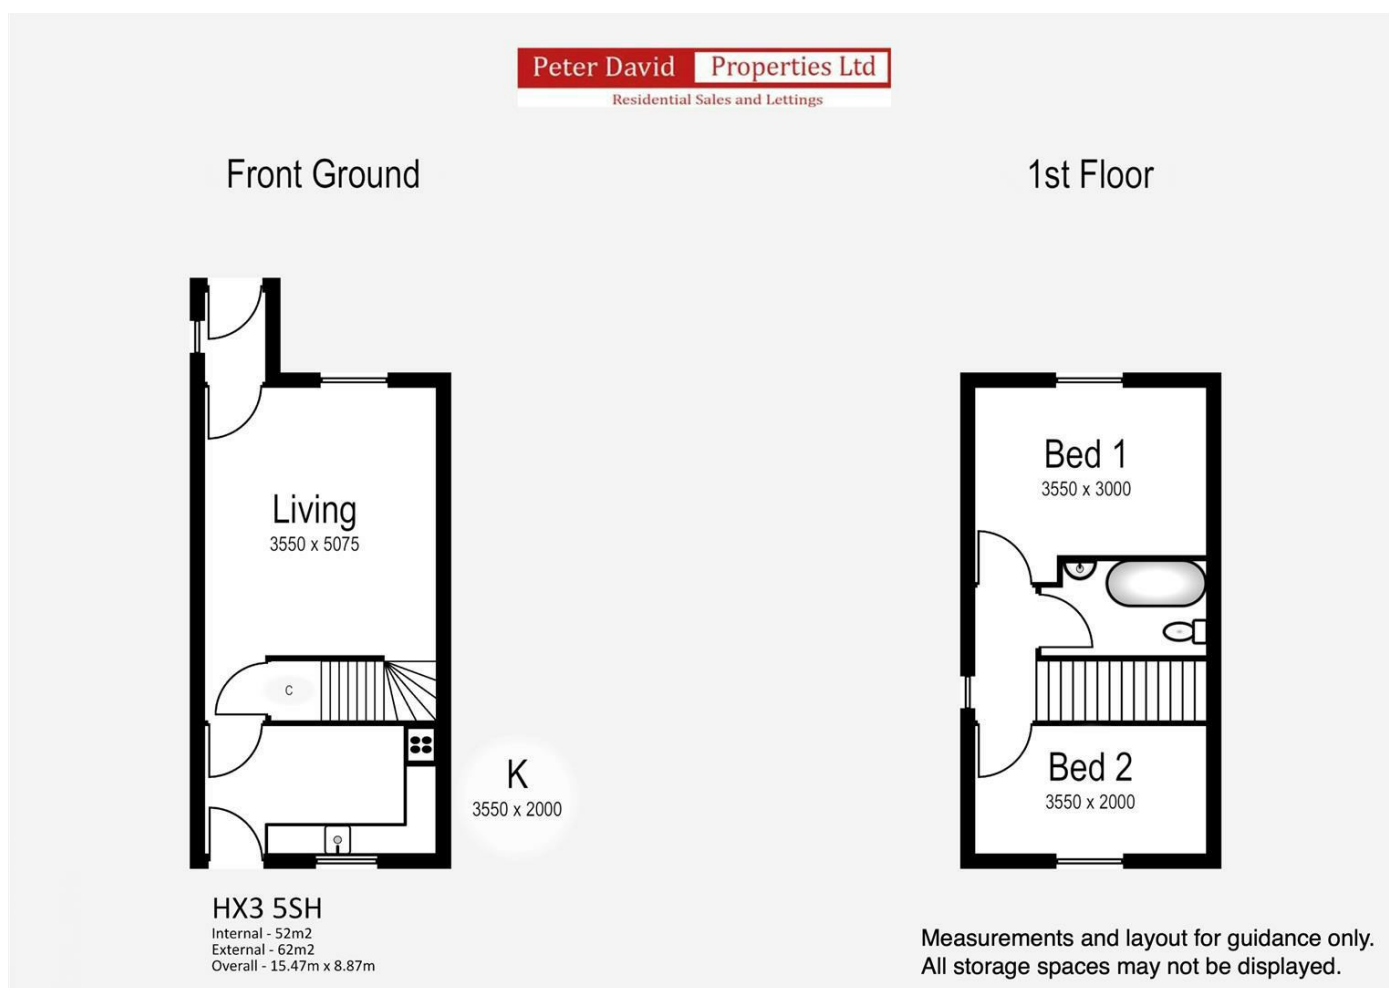 Peter David Properties Ltd
Residential Sales and Lettings
Front Ground
1st Floor
Living
3550 x 5075
C
K
3550 x 2000
Bed 1
3550 x 3000
Bed 2
3550 x 2000
HX3 5SH
Internal - 52m2
External - 62m2
Overall - 15.47m x 8.87m
Measurements and layout for guidance only.
All storage spaces may not be displayed.